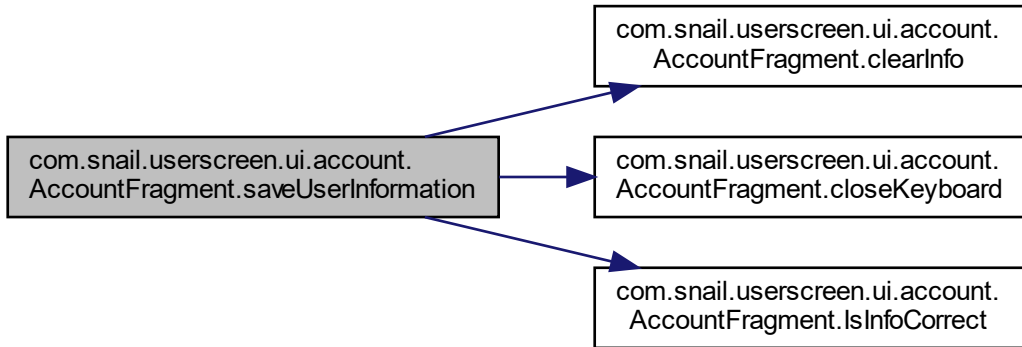 com.snail.userscreen.ui.account.
AccountFragment.clearInfo
com.snail.userscreen.ui.account.
AccountFragment.saveUserInformation
com.snail.userscreen.ui.account.
AccountFragment.closeKeyboard
com.snail.userscreen.ui.account.
AccountFragment.IsInfoCorrect